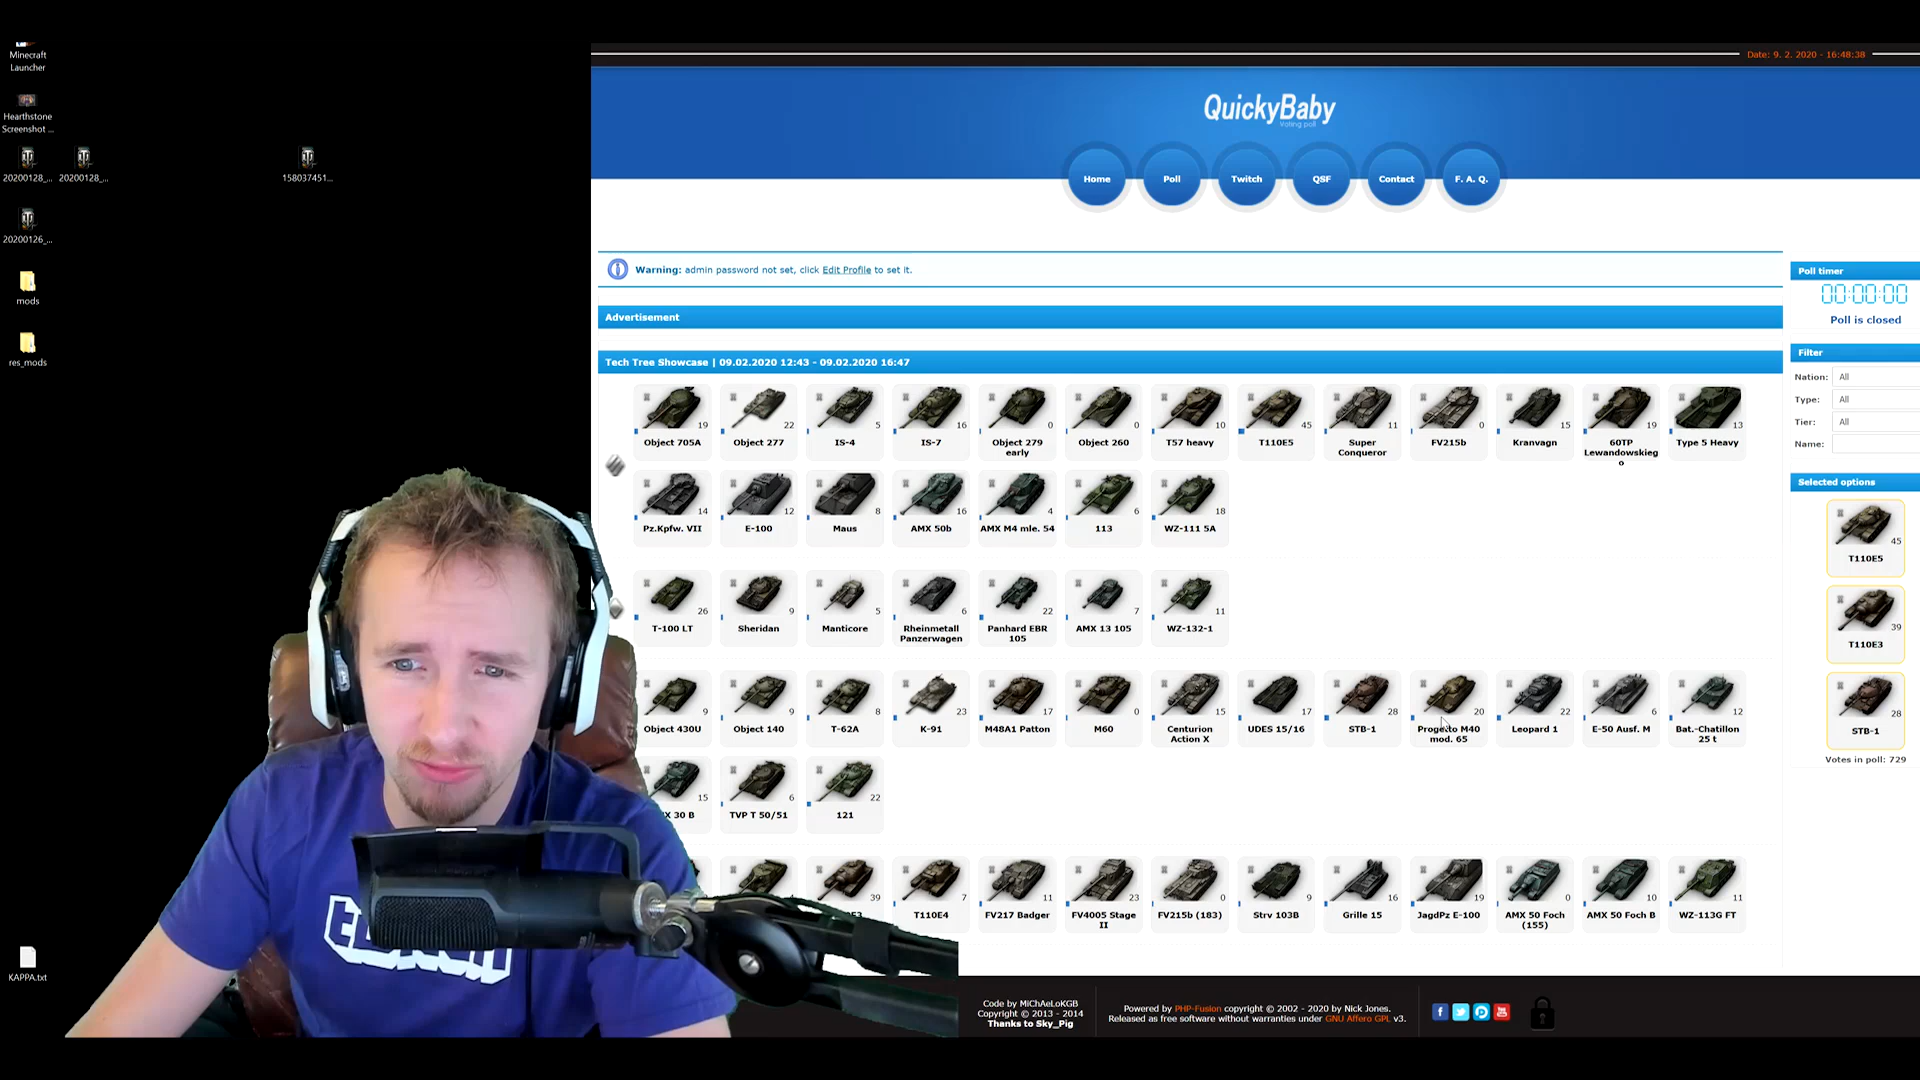 Minecraft
Launcher
Hearthstone
Screenshot ...
20200128_...
20200128_...
158037451...
20200126_...
mods
res_mods
KAPPA.txt
Date: 9. 2. 2020 - 16:48:38
QuickyBaby
Voting poll
Home
Poll
Twitch
QSF
Contact
F. A. Q.
Warning: admin password not set, click Edit Profile to set it.
Advertisement
Tech Tree Showcase | 09.02.2020 12:43 - 09.02.2020 16:47
19 22 5 16 0 0 10 45 11 0 15 19 13
Object 705A Object 277 IS-4 IS-7 Object 279 Object 260 T57 heavy T110E5 Super FV215b Kranvagn 60TP Type 5 Heavy
early Conqueror Lewandowskieg
o
14 12 8 16 4 6 18
Pz.Kpfw. VII E-100 Maus AMX 50b AMX M4 mle. 54 113 WZ-111 5A
26 9 5 6 22 7 11
T-100 LT Sheridan Manticore Rheinmetall Panhard EBR AMX 13 105 WZ-132-1
Panzerwagen 105
9 9 8 23 17 0 15 17 28 20 22 6 12
Object 430U Object 140 T-62A K-91 M48A1 Patton M60 Centurion UDES 15/16 STB-1 Progetto M40 Leopard 1 E-50 Ausf. M Bat.-Chatillon
Action X mod. 65 25 t
15 6 22
X 30 B TVP T 50/51 121
39 7 11 23 0 9 16 19 0 10 11
E3 T110E4 FV217 Badger FV4005 Stage FV215b (183) Strv 103B Grille 15 JagdPz E-100 AMX 50 Foch AMX 50 Foch B WZ-113G FT
II (155)
Poll timer
00:00:00
Poll is closed
Filter
Nation: All
Type: All
Tier: All
Name:
Selected options
45
T110E5
39
T110E3
28
STB-1
Votes in poll: 729
Code by MiChAeLoKGB
Copyright © 2013 - 2014
Thanks to Sky_Pig
Powered by PHP-Fusion copyright © 2002 - 2020 by Nick Jones.
Released as free software without warranties under GNU Affero GPL v3.